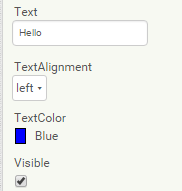 Text
Hello
TextAlignment
left
TextColor
Blue
Visible